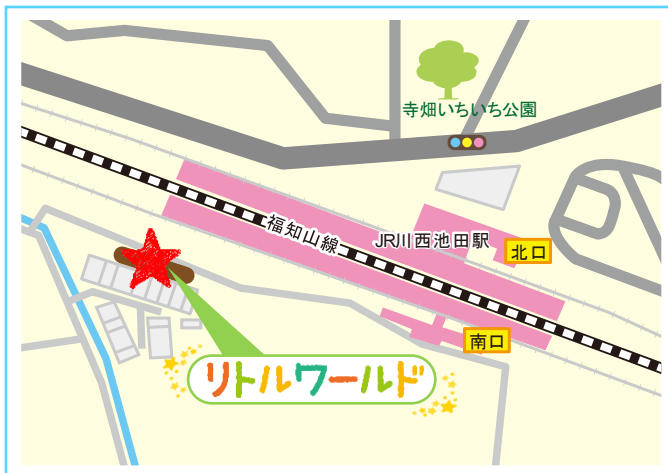 寺畑いちいち公園
福知山線
JR川西池田駅
北口
南口
リトルワールド